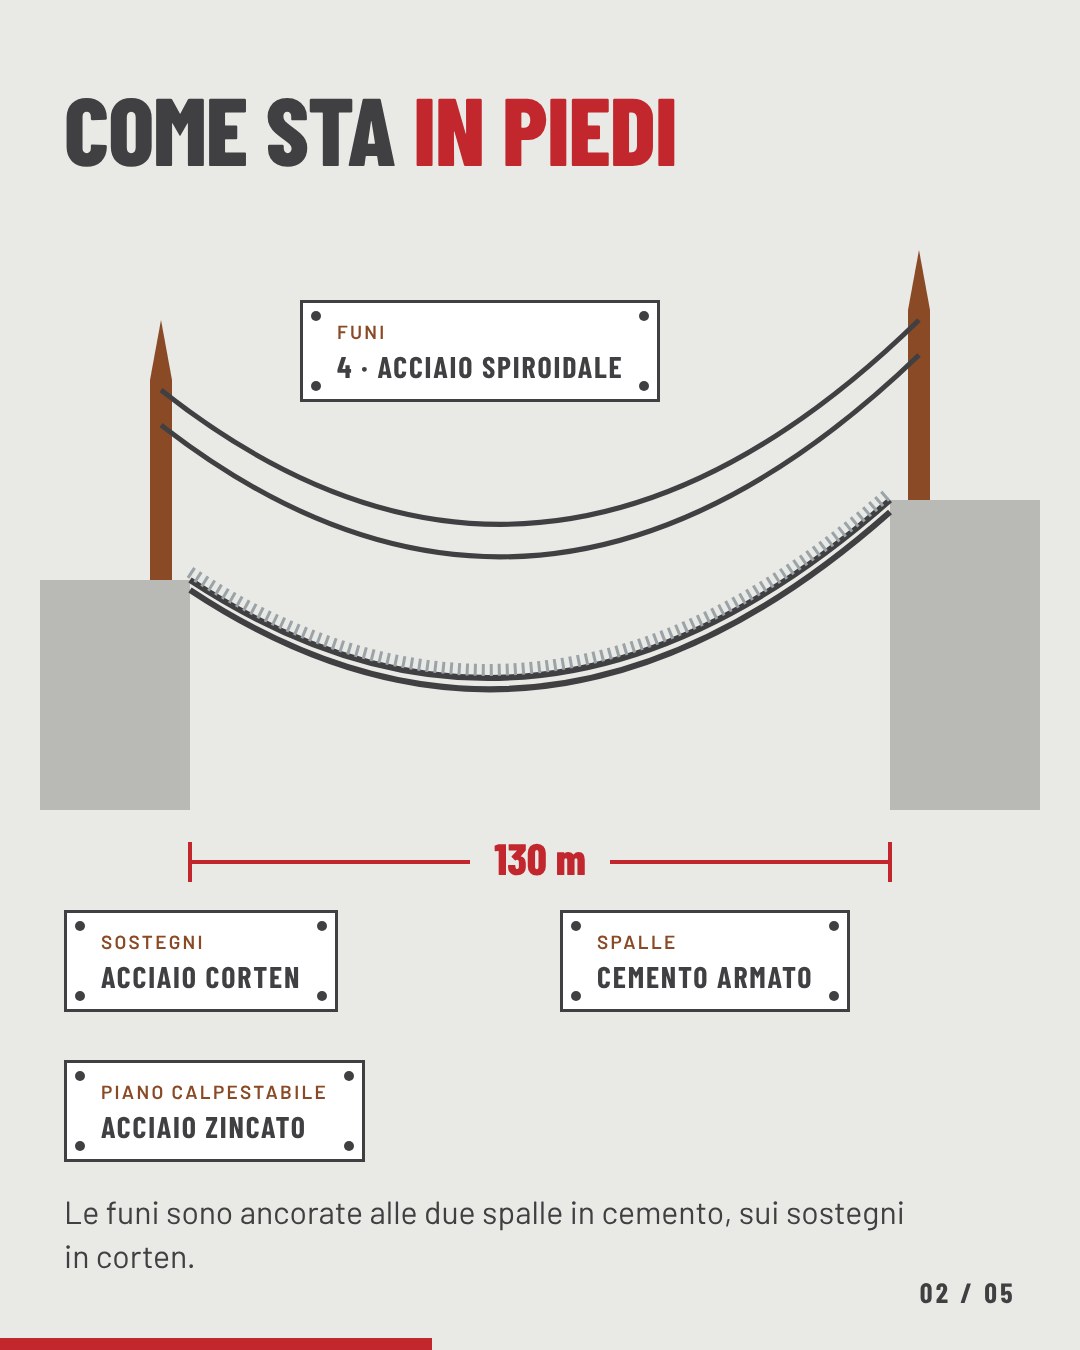 COME STA IN PIEDI
FUNI
4 · ACCIAIO SPIROIDALE
130 m
SOSTEGNI
ACCIAIO CORTEN
SPALLE
CEMENTO ARMATO
PIANO CALPESTABILE
ACCIAIO ZINCATO
Le funi sono ancorate alle due spalle in cemento, sui sostegni
in corten.
02 / 05